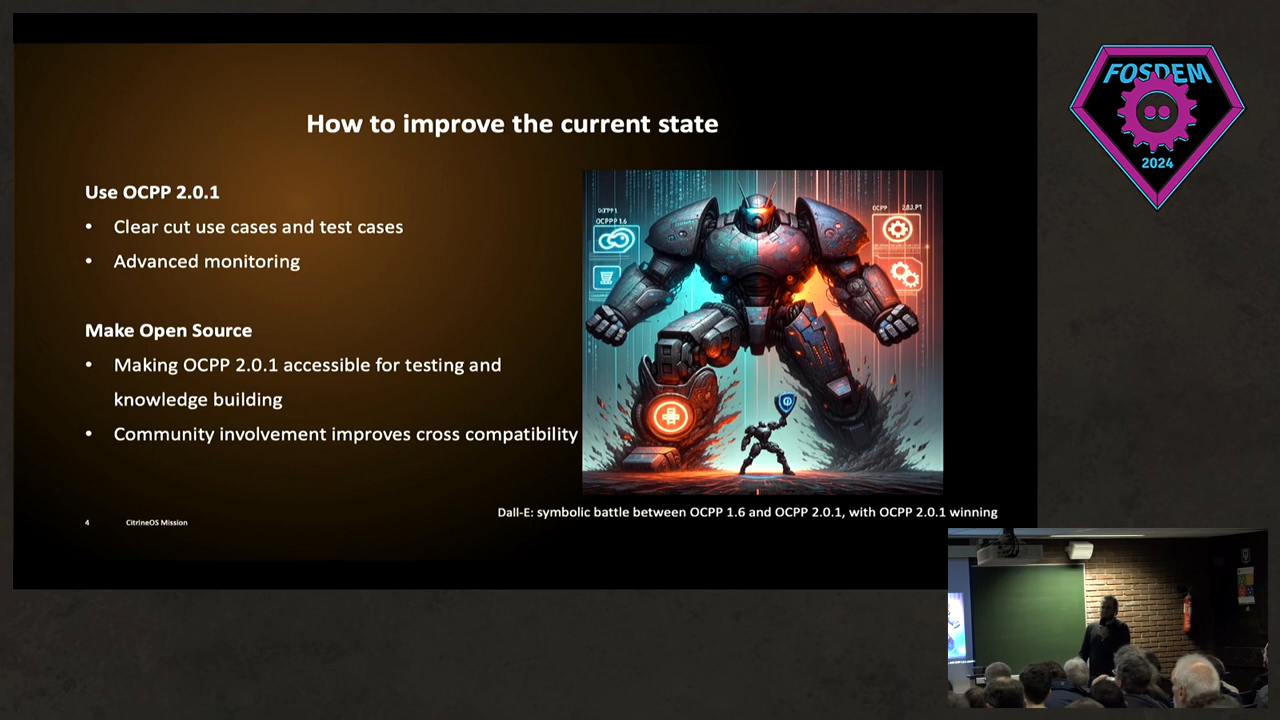 How to improve the current state
Use OCPP 2.0.1
• Clear cut use cases and test cases
• Advanced monitoring
Make Open Source
• Making OCPP 2.0.1 accessible for testing and
knowledge building
• Community involvement improves cross compatibility
OCPPP 1.6
OCPP
Dall-E: symbolic battle between OCPP 1.6 and OCPP 2.0.1, with OCPP 2.0.1 winning
4 CitrineOS Mission
FOSDEM
2024